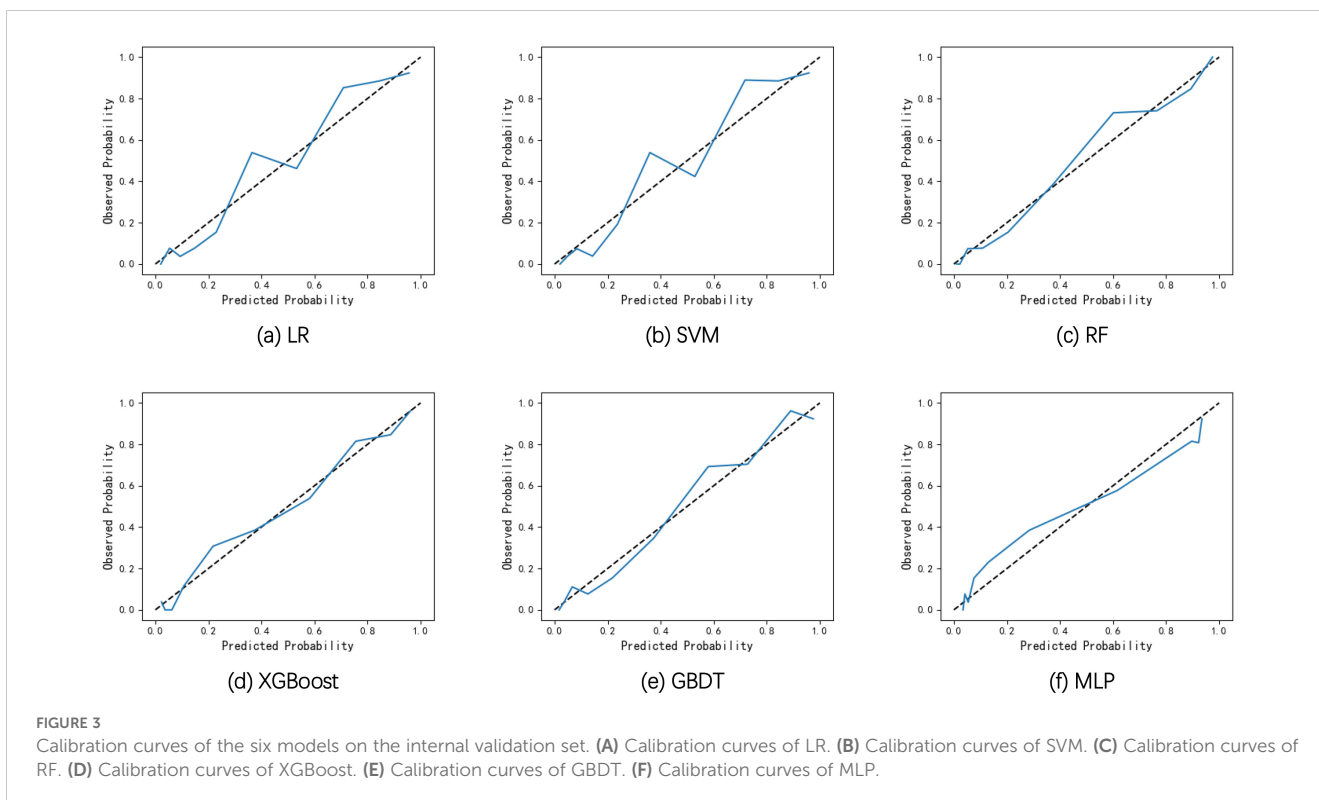 1.0
0.8
0.6
0.4
0.2
0.0
Observed Probability
0.0 0.2 0.4 0.6 0.8 1.0
Predicted Probability
(a) LR
1.0
0.8
0.6
0.4
0.2
0.0
Observed Probability
0.0 0.2 0.4 0.6 0.8 1.0
Predicted Probability
(b) SVM
1.0
0.8
0.6
0.4
0.2
0.0
Observed Probability
0.0 0.2 0.4 0.6 0.8 1.0
Predicted Probability
(c) RF
1.0
0.8
0.6
0.4
0.2
0.0
Observed Probability
0.0 0.2 0.4 0.6 0.8 1.0
Predicted Probability
(d) XGBoost
1.0
0.8
0.6
0.4
0.2
0.0
Observed Probability
0.0 0.2 0.4 0.6 0.8 1.0
Predicted Probability
(e) GBDT
1.0
0.8
0.6
0.4
0.2
0.0
Observed Probability
0.0 0.2 0.4 0.6 0.8 1.0
Predicted Probability
(f) MLP
FIGURE 3
Calibration curves of the six models on the internal validation set. (A) Calibration curves of LR. (B) Calibration curves of SVM. (C) Calibration curves of
RF. (D) Calibration curves of XGBoost. (E) Calibration curves of GBDT. (F) Calibration curves of MLP.